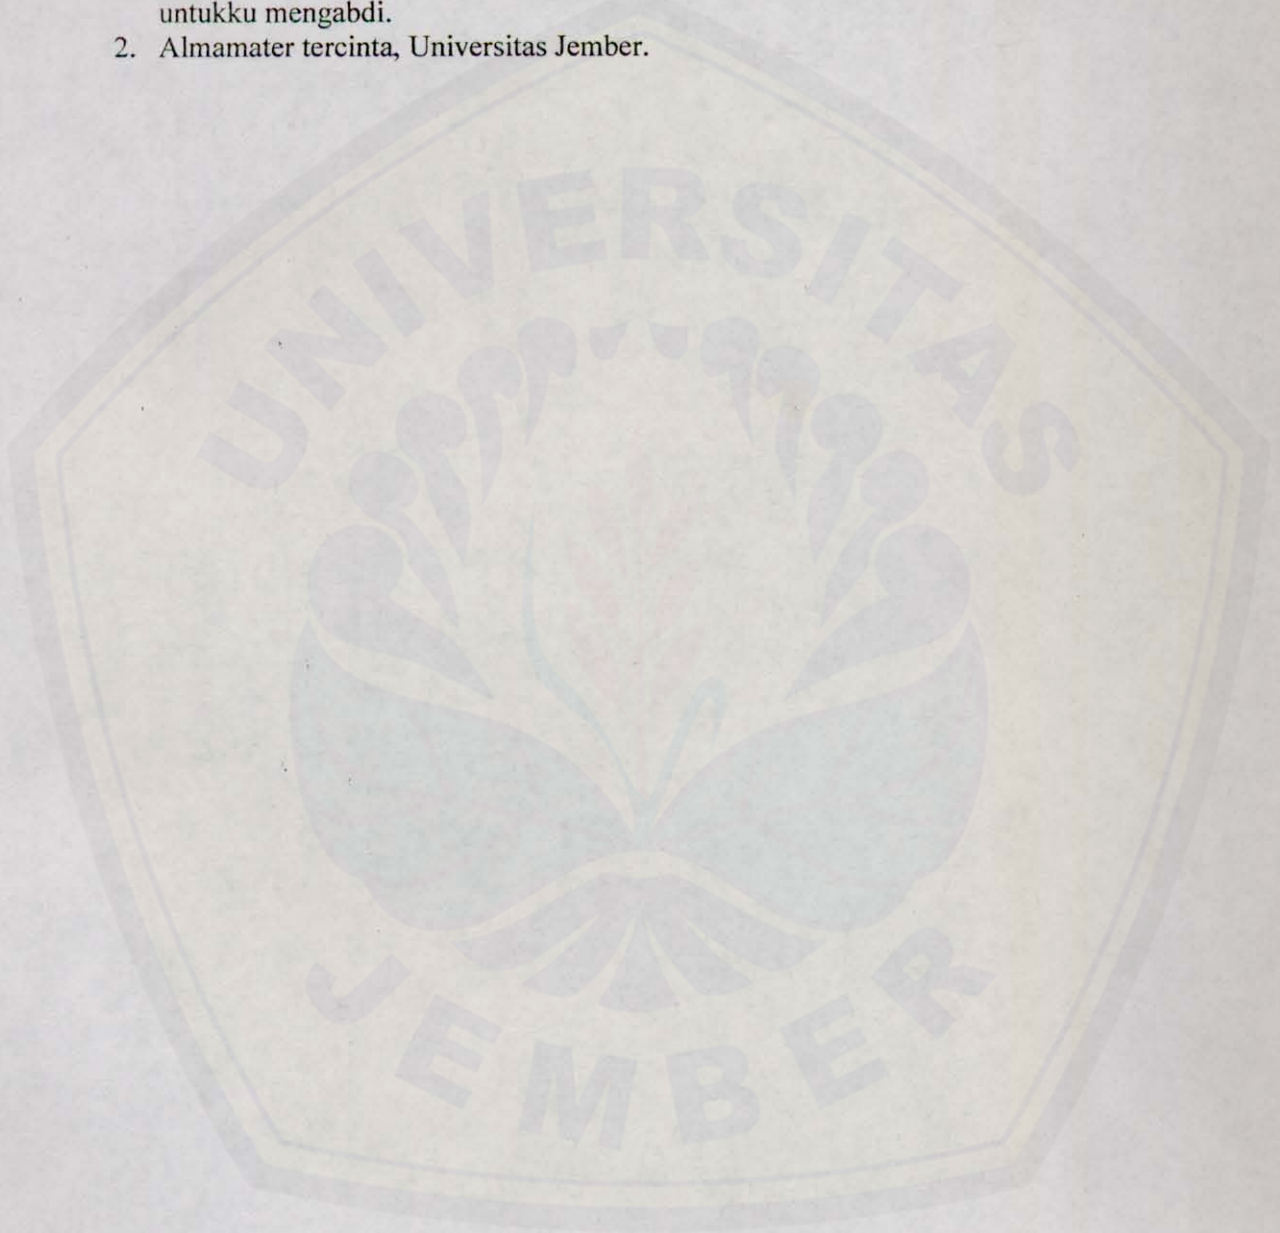 untukku mengabdi.
2. Almamater tercinta, Universitas Jember.
UNIVERSITAS
JEMBER